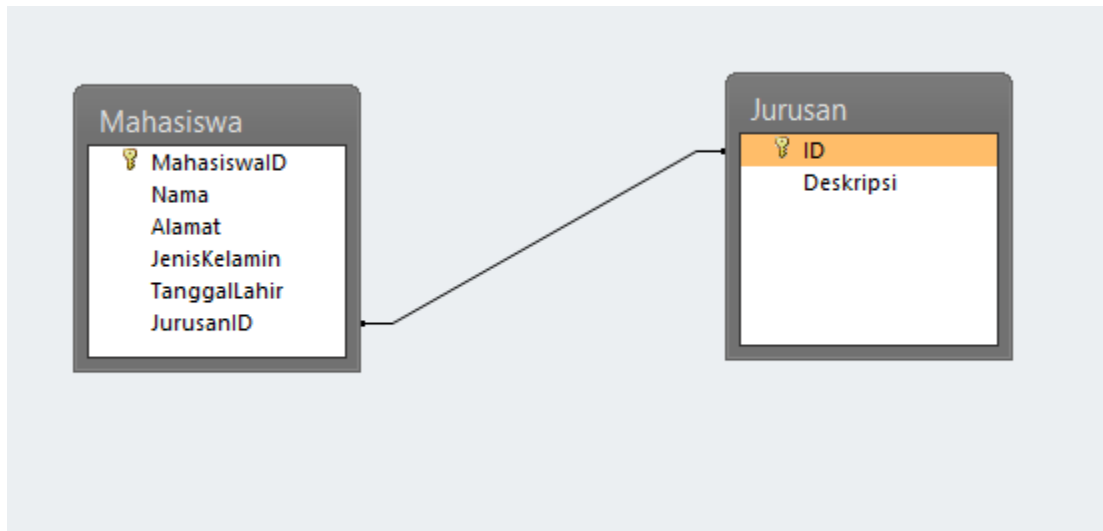 Mahasiswa
MahasiswaID
Nama
Alamat
JenisKelamin
TanggalLahir
JurusanID
Jurusan
ID
Deskripsi